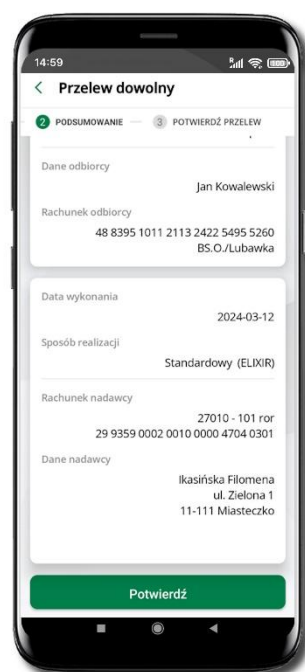 14:59
Przelew dowolny
2 PODSUMOWANIE 3 POTWIERDŹ PRZELEW
Dane odbiorcy
Jan Kowalewski
Rachunek odbiorcy
48 8395 1011 2113 2422 5495 5260
BS.O./Lubawka
Data wykonania
2024-03-12
Sposób realizacji
Standardowy (ELIXIR)
Rachunek nadawcy
27010 - 101 ror
29 9359 0002 0010 0000 4704 0301
Dane nadawcy
Ikasińska Filomena
ul. Zielona 1
11-111 Miasteczko
Potwierdź